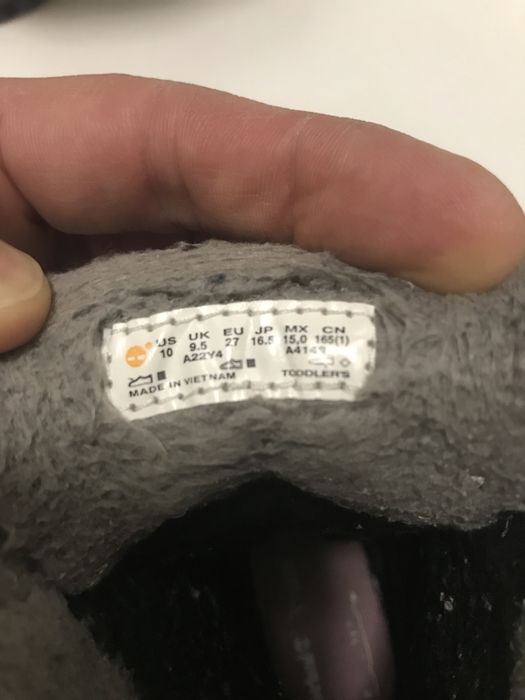 US UK EU JP MX CN
10 9.5 27 16.5 15,0 165(1)
A22Y4
MADE IN VIETNAM TODDLER'S